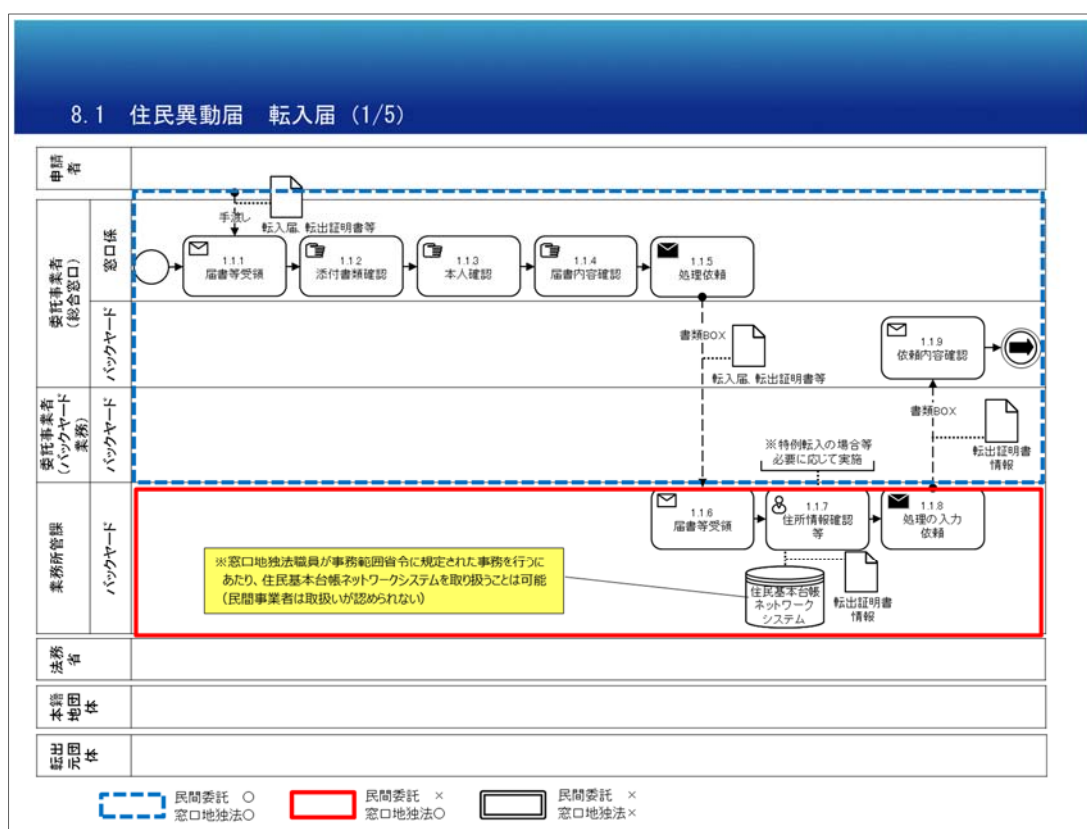 8.1 住民異動届 転入届 (1/5)
申請
者
委託事業者
(総合窓口)
窓口係
手渡し
転入届、転出証明書等
1.1.1
届書等受領
1.1.2
添付書類確認
1.1.3
本人確認
1.1.4
届書内容確認
1.1.5
処理依頼
バックヤード
書類BOX
転入届、転出証明書等
1.1.9
依頼内容確認
委託事業者
(バックヤード
業務)
バックヤード
書類BOX
転出証明書
情報
※特例転入の場合等
必要に応じて実施
業務所管課
バックヤード
1.1.6
届書等受領
1.1.7
住所情報確認
等
1.1.8
処理の入力
依頼
※窓口地独法職員が事務範囲省令に規定された事務を行うに
あたり、住民基本台帳ネットワークシステムを取り扱うことは可能
(民間事業者は取扱いが認められない)
住民基本台帳
ネットワーク
システム
転出証明書
情報
法務
省
本籍
地団
体
転出
元団
体
民間委託 ○
窓口地独法○
民間委託 ×
窓口地独法○
民間委託 ×
窓口地独法×